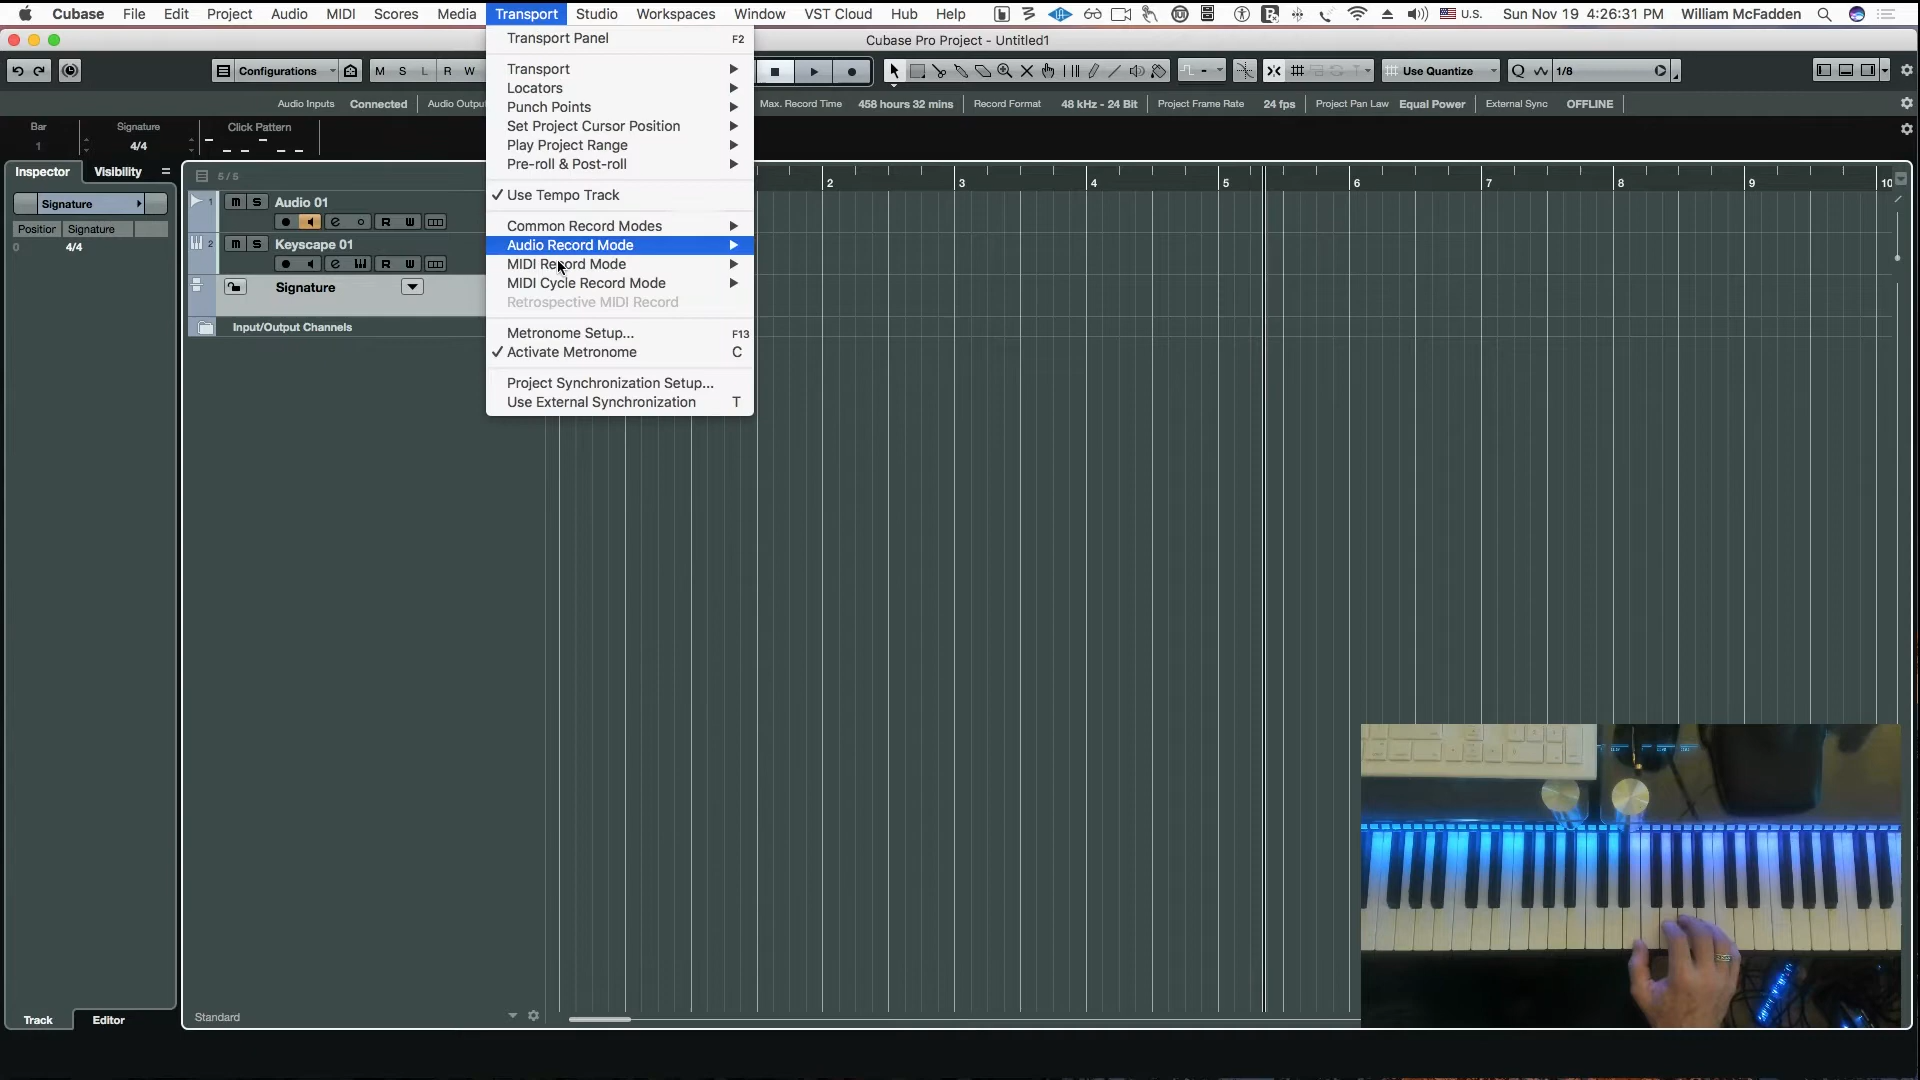 Cubase File Edit Project Audio MIDI Scores Media Transport Studio Workspaces Window VST Cloud Hub Help U.S. Sun Nov 19 4:26:31 PM William McFadden
Cubase Pro Project - Untitled1
Configurations M S L R W Use Quantize Q 1/8
Audio Inputs Connected Audio Outpu Max. Record Time 458 hours 32 mins Record Format 48 kHz - 24 Bit Project Frame Rate 24 fps Project Pan Law Equal Power External Sync OFFLINE
Bar Signature Click Pattern
1 4/4
Transport Panel F2
Transport
Locators
Punch Points
Set Project Cursor Position
Play Project Range
Pre-roll & Post-roll
✓ Use Tempo Track
Common Record Modes
Audio Record Mode
MIDI Record Mode
MIDI Cycle Record Mode
Retrospective MIDI Record
Metronome Setup... F13
✓ Activate Metronome C
Project Synchronization Setup...
Use External Synchronization T
Inspector Visibility
Signature
Position Signature
0 4/4
5/5
2 3 4 5 6 7 8 9 10
1 m S Audio 01
R W
2 m S Keyscape 01
R W
Signature
Input/Output Channels
Standard
Track Editor